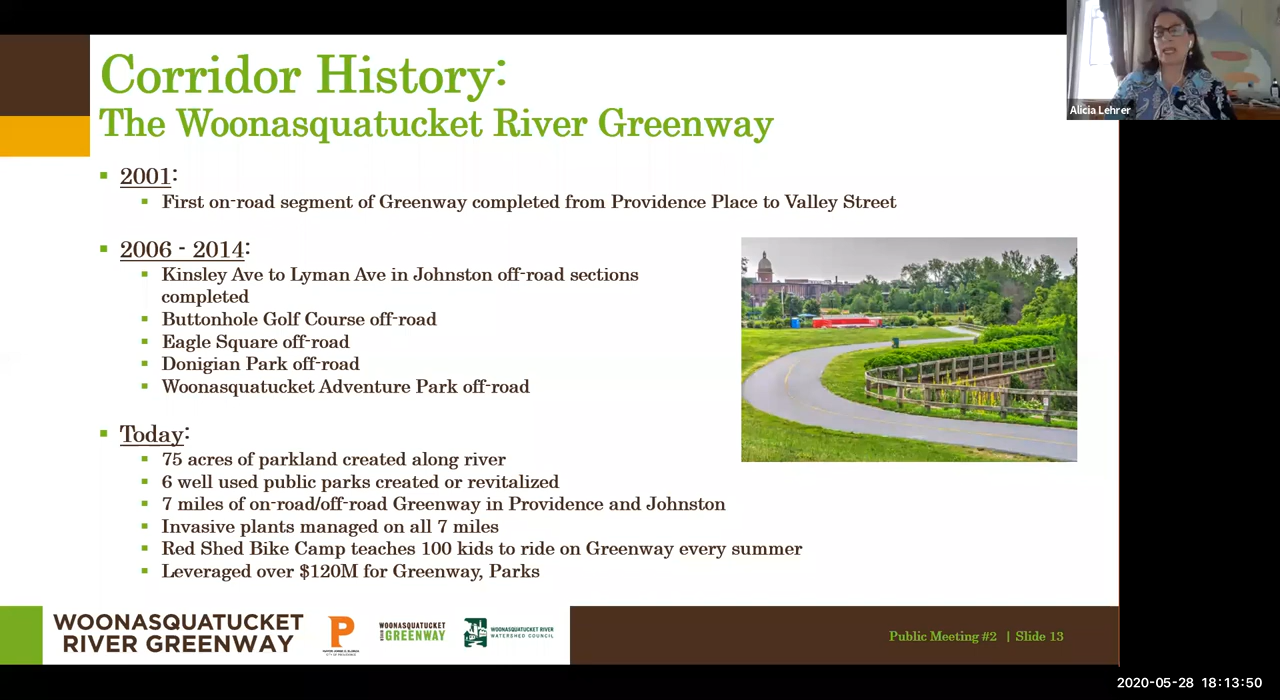 Alicia Lehrer
Corridor History:
The Woonasquatucket River Greenway
2001:
First on-road segment of Greenway completed from Providence Place to Valley Street
2006 - 2014:
Kinsley Ave to Lyman Ave in Johnston off-road sections
completed
Buttonhole Golf Course off-road
Eagle Square off-road
Donigian Park off-road
Woonasquatucket Adventure Park off-road
Today:
75 acres of parkland created along river
6 well used public parks created or revitalized
7 miles of on-road/off-road Greenway in Providence and Johnston
Invasive plants managed on all 7 miles
Red Shed Bike Camp teaches 100 kids to ride on Greenway every summer
Leveraged over $120M for Greenway, Parks
WOONASQUATUCKET
RIVER GREENWAY
P
WOONASQUATUCKET
RIVER GREENWAY
WOONASQUATUCKET RIVER
WATERSHED COUNCIL
Public Meeting #2 | Slide 13
2020-05-28 18:13:50